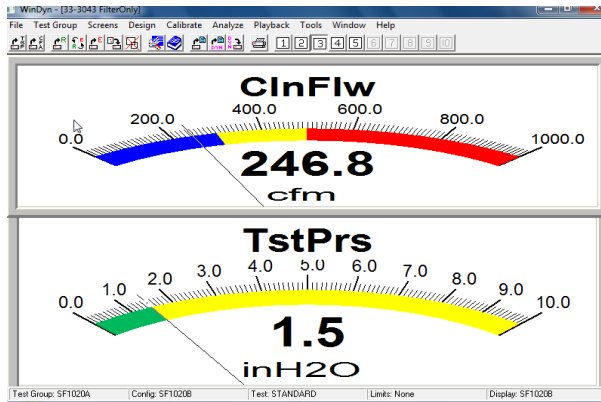 WinDyn - [33-3043 FilterOnly]
File Test Group Screens Design Calibrate Analyze Playback Tools Window Help
1 2 3 4 5 6 7 8 9 10
ClnFlw
0.0 200.0 400.0 600.0 800.0 1000.0
246.8
cfm
TstPrs
0.0 1.0 2.0 3.0 4.0 5.0 6.0 7.0 8.0 9.0 10.0
1.5
inH2O
Test Group: SF1020A Config: SF1020B Test: STANDARD Limits: None Display: SF1020B